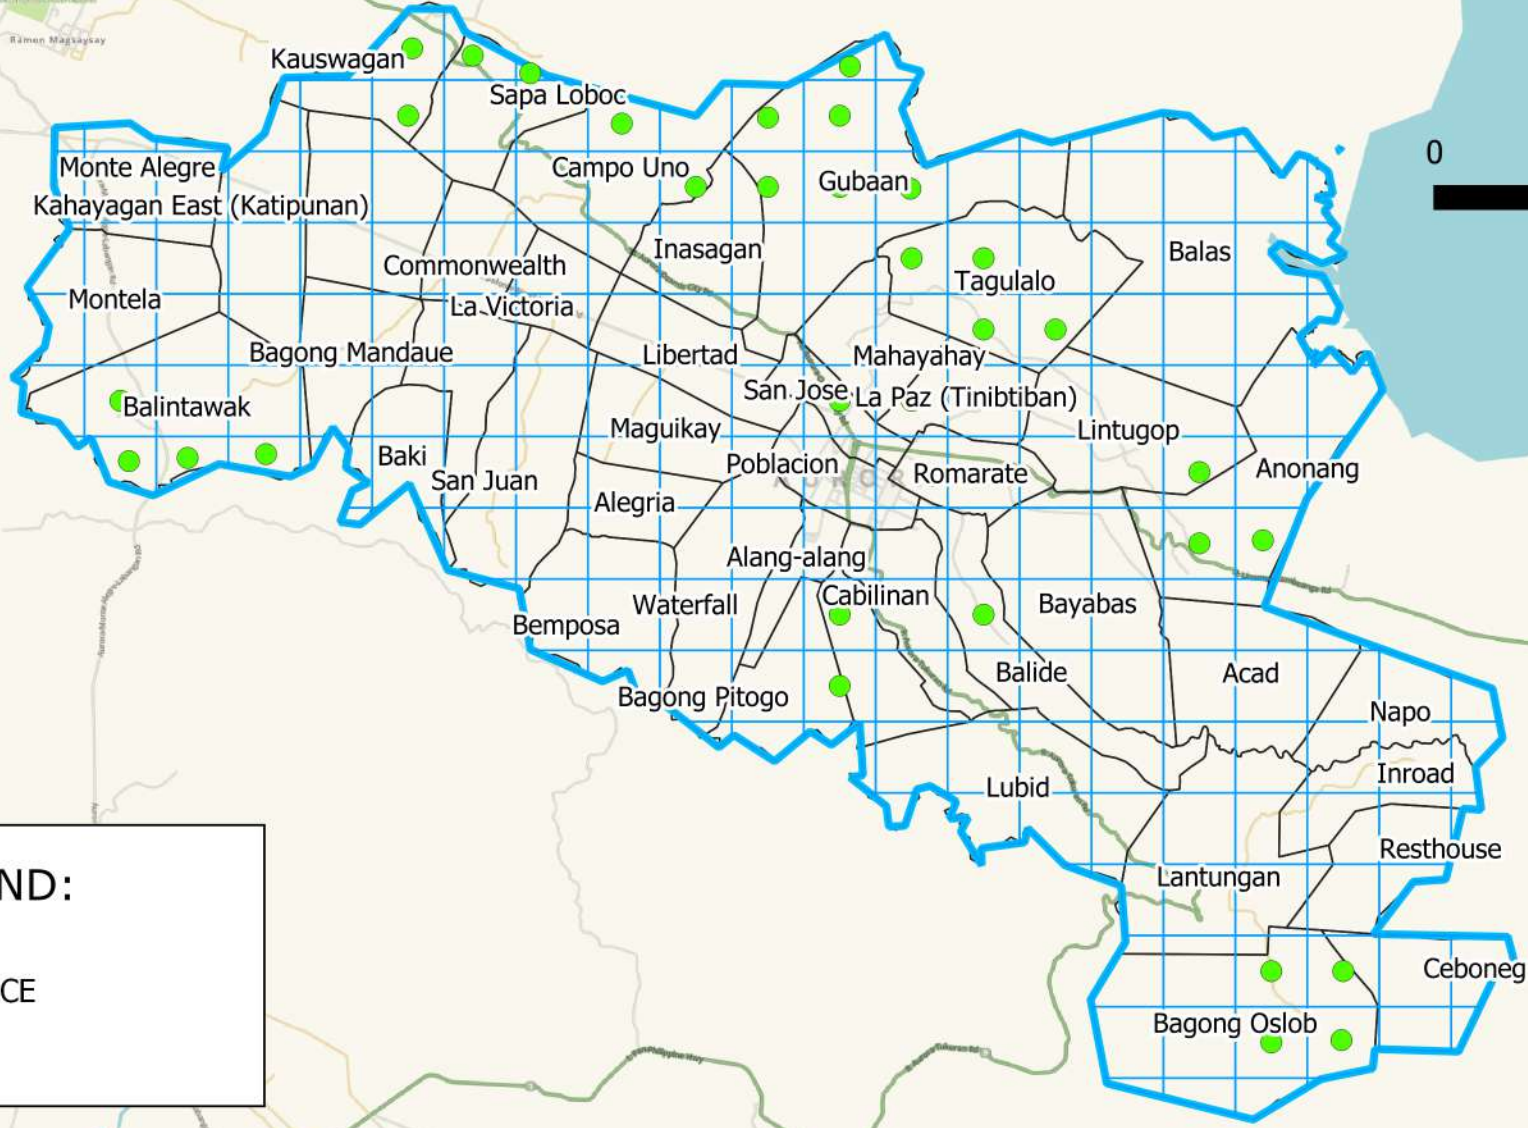 Ramon Magsaysay
Kauswagan
Sapa Loboc
0
Monte Alegre
Campo Uno
Gubaan
Kahayagan East (Katipunan)
Inasagan
Balas
Commonwealth
Tagulalo
Montela
La Victoria
Bagong Mandaue
Libertad
Mahayahay
San Jose
La Paz (Tinibtiban)
Balintawak
Maguikay
Lintugop
Baki
Poblacion
Romarate
Anonang
San Juan
AURORA
Alegria
Alang-alang
Cabilinan
Waterfall
Bayabas
Bemposa
Balide
Acad
Bagong Pitogo
Napo
Inroad
Lubid
Resthouse
Lantungan
ND:
Ceboneg
CE
Bagong Oslob